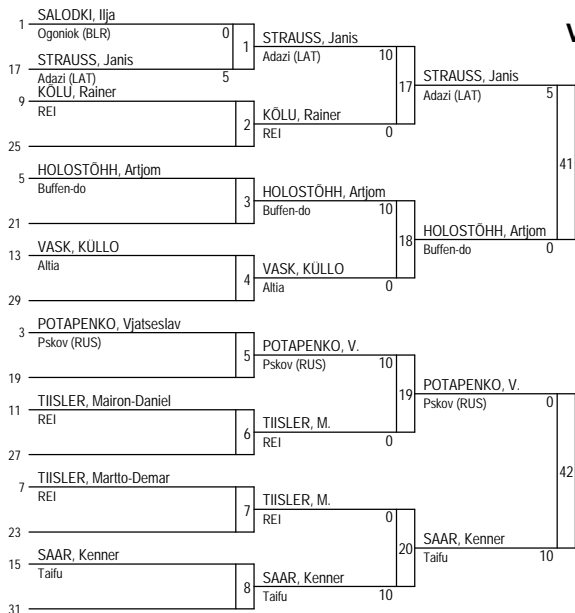 V
1 SALODKI, Ilja
Ogoniok (BLR) 0
1
17 STRAUSS, Janis
Adazi (LAT) 5
9 KÕLU, Rainer
REI
2
25
5 HOLOSTÕHH, Artjom
Buffen-do
3
21
13 VASK, KÜLLO
Altia
4
29
3 POTAPENKO, Vjatseslav
Pskov (RUS)
5
19
11 TIISLER, Mairon-Daniel
REI
6
27
7 TIISLER, Martto-Demar
REI
7
23
15 SAAR, Kenner
Taifu
8
31
STRAUSS, Janis
Adazi (LAT) 10
17
KÕLU, Rainer
REI 0
HOLOSTÕHH, Artjom
Buffen-do 10
18
VASK, KÜLLO
Altia 0
POTAPENKO, V.
Pskov (RUS) 10
19
TIISLER, M.
REI 0
TIISLER, M.
REI 0
20
SAAR, Kenner
Taifu 10
STRAUSS, Janis
Adazi (LAT) 5
41
HOLOSTÕHH, Artjom
Buffen-do 0
POTAPENKO, V.
Pskov (RUS) 0
42
SAAR, Kenner
Taifu 10